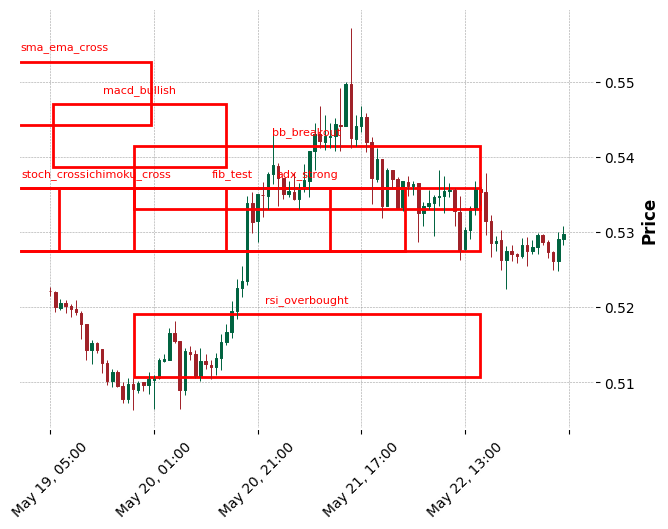 sma_ema_cross
macd_bullish
bb_breakout
stoch_cross
ichimoku_cross
fib_test
adx_strong
rsi_overbought
0.55
0.54
0.53
0.52
0.51
Price
May 19, 05:00
May 20, 01:00
May 20, 21:00
May 21, 17:00
May 22, 13:00